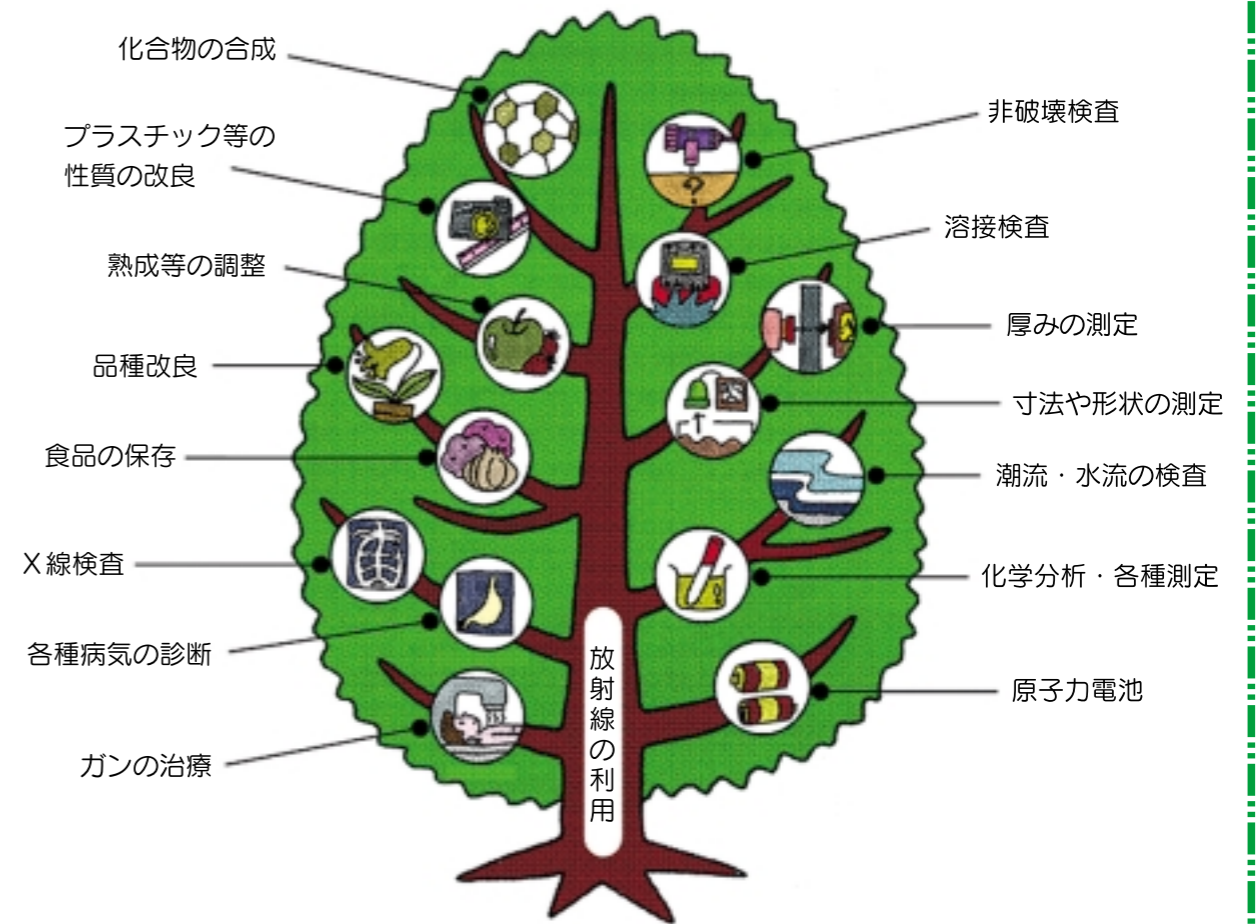 化合物の合成
プラスチック等の
性質の改良
熟成等の調整
品種改良
食品の保存
X線検査
各種病気の診断
ガンの治療
非破壊検査
溶接検査
厚みの測定
寸法や形状の測定
潮流・水流の検査
化学分析・各種測定
原子力電池
放射線の利用